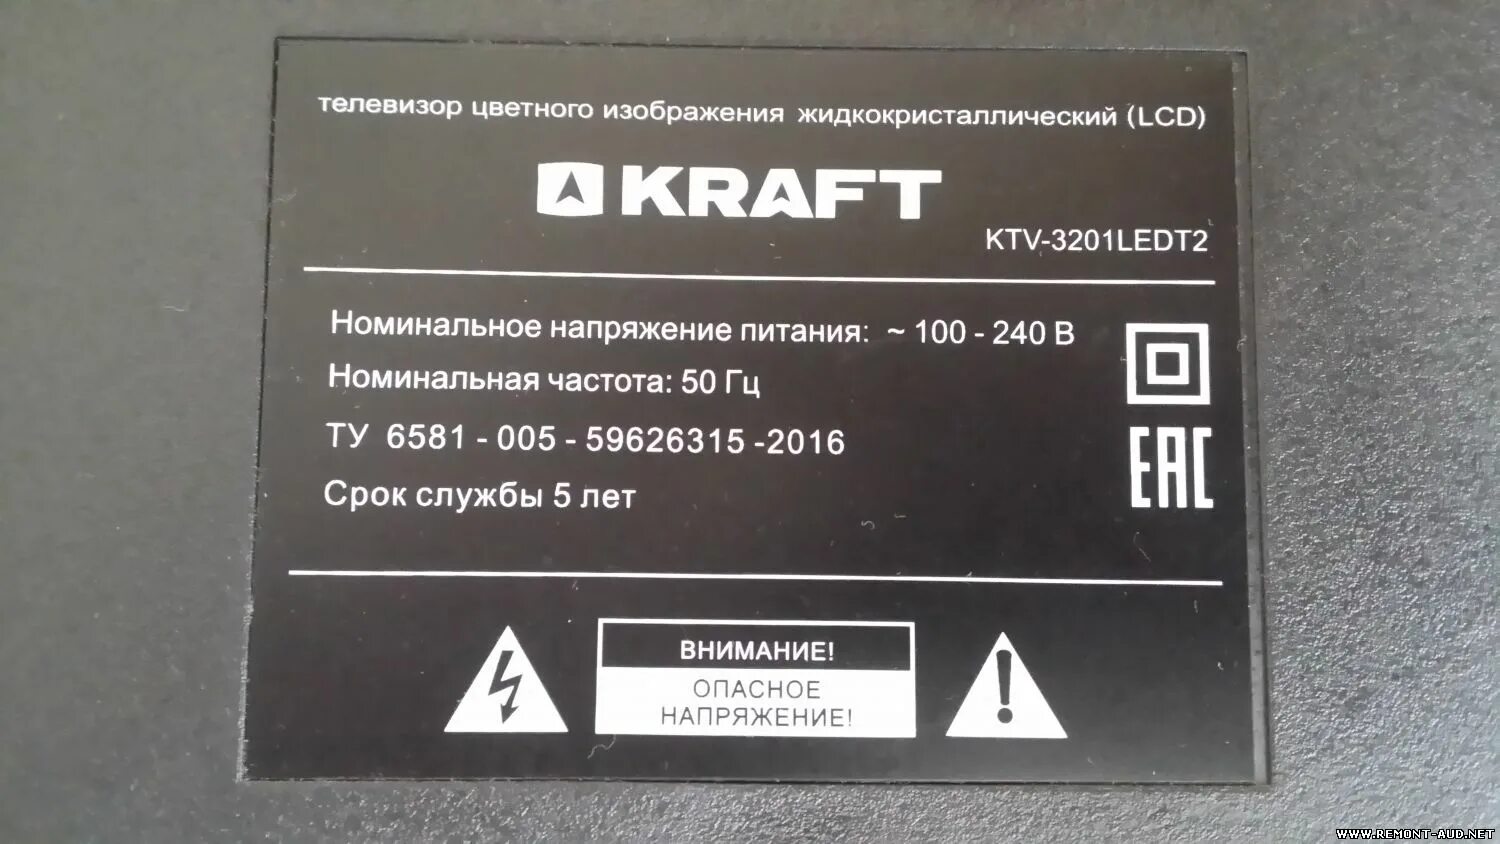 телевизор цветного изображения жидкокристаллический (LCD)
KRAFT
KTV-3201LEDT2
Номинальное напряжение питания: ~ 100 - 240 В
Номинальная частота: 50 Гц
ТУ 6581 - 005 - 59626315 -2016
Срок службы 5 лет
EAC
ВНИМАНИЕ!
ОПАСНОЕ
НАПРЯЖЕНИЕ!
WWW.REMONT-AUD.NET